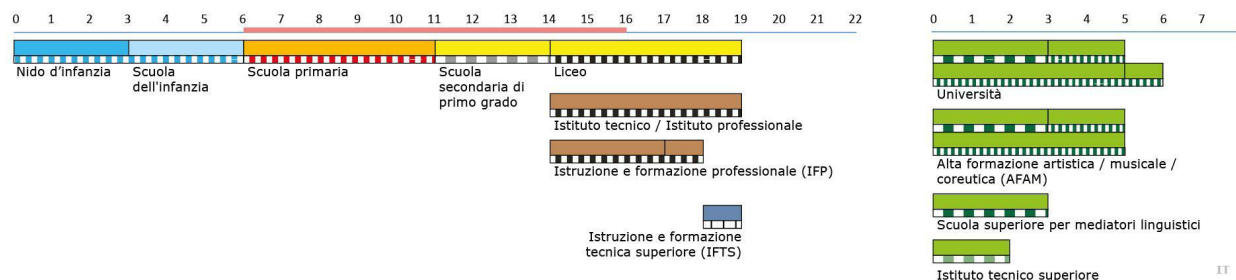 0 1 2 3 4 5 6 7 8 9 10 11 12 13 14 15 16 17 18 19 20 21 22
0 1 2 3 4 5 6 7
Nido d'infanzia
Scuola
dell'infanzia
Scuola primaria
Scuola
secondaria di
primo grado
Liceo
Istituto tecnico / Istituto professionale
Istruzione e formazione professionale (IFP)
Istruzione e formazione
tecnica superiore (IFTS)
Università
Alta formazione artistica / musicale /
coreutica (AFAM)
Scuola superiore per mediatori linguistici
Istituto tecnico superiore
IT